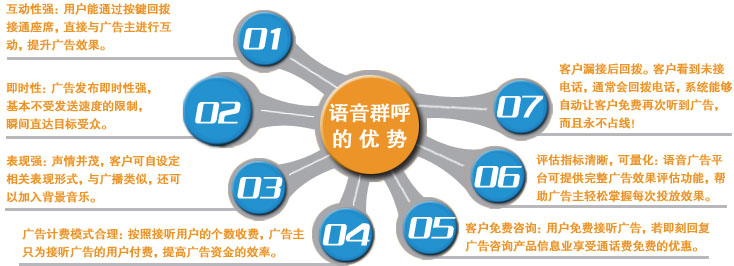 互动性强：用户能通过按键回拨
接通座席，直接与广告主进行互
动，提升广告效果。
01
即时性：广告发布即时性强，
基本不受发送速度的限制，
瞬间直达目标受众。
02
表现强：声情并茂，客户可自设定
相关表现形式，与广播类似，还可
以加入背景音乐。
03
广告计费模式合理：按照接听用户的个数收费，广告主
只为接听广告的用户付费，提高广告资金的效率。
04
语音群呼
的优势
05
客户免费咨询：用户免费接听广告，若即刻回复
广告咨询产品信息业享受通话费免费的优惠。
06
评估指标清晰，可量化：语音广告平
台可提供完整广告效果评估功能，帮
助广告主轻松掌握每次投放效果。
07
客户漏接后回拨。客户看到未接
电话，通常会回拨电话，系统能够
自动让客户免费再次听到广告，
而且永不占线！